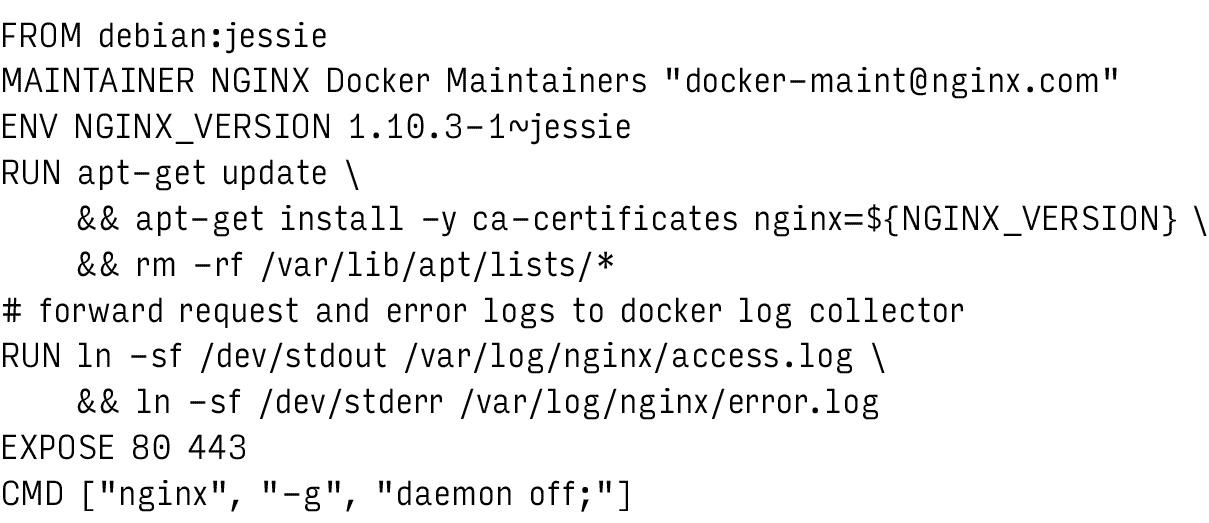 FROM debian:jessie
MAINTAINER NGINX Docker Maintainers "docker-maint@nginx.com"
ENV NGINX_VERSION 1.10.3-1~jessie
RUN apt-get update \
    && apt-get install -y ca-certificates nginx=${NGINX_VERSION} \
    && rm -rf /var/lib/apt/lists/*
# forward request and error logs to docker log collector
RUN ln -sf /dev/stdout /var/log/nginx/access.log \
    && ln -sf /dev/stderr /var/log/nginx/error.log
EXPOSE 80 443
CMD ["nginx", "-g", "daemon off;"]